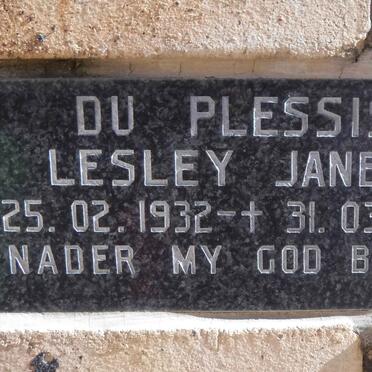 DU PLESSIS
LESLEY JANE
25.02.1932-† 31.03
NADER MY GOD B